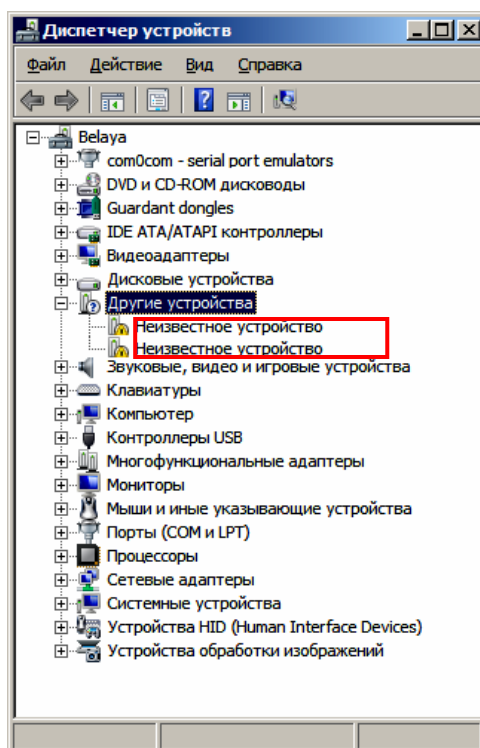 Диспетчер устройств
Файл Действие Вид Справка
Belaya
com0com - serial port emulators
DVD и CD-ROM дисководы
Guardant dongles
IDE ATA/ATAPI контроллеры
Видеоадаптеры
Дисковые устройства
Другие устройства
Неизвестное устройство
Неизвестное устройство
Звуковые, видео и игровые устройства
Клавиатуры
Компьютер
Контроллеры USB
Многофункциональные адаптеры
Мониторы
Мыши и иные указывающие устройства
Порты (COM и LPT)
Процессоры
Сетевые адаптеры
Системные устройства
Устройства HID (Human Interface Devices)
Устройства обработки изображений